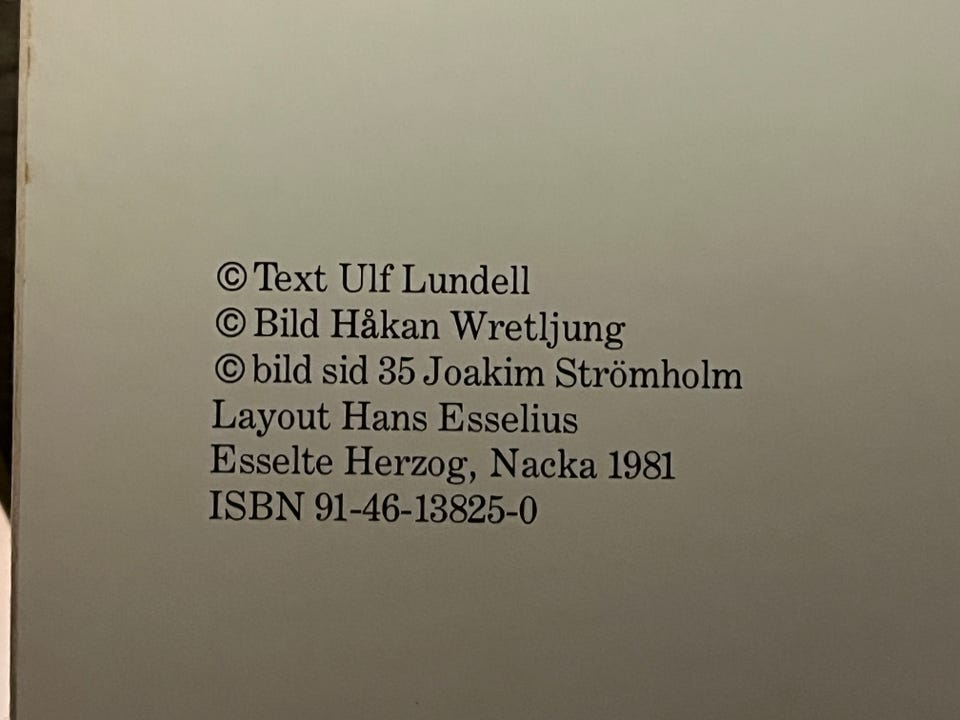 © Text Ulf Lundell
© Bild Håkan Wretljung
© bild sid 35 Joakim Strömholm
Layout Hans Esselius
Esselte Herzog, Nacka 1981
ISBN 91-46-13825-0